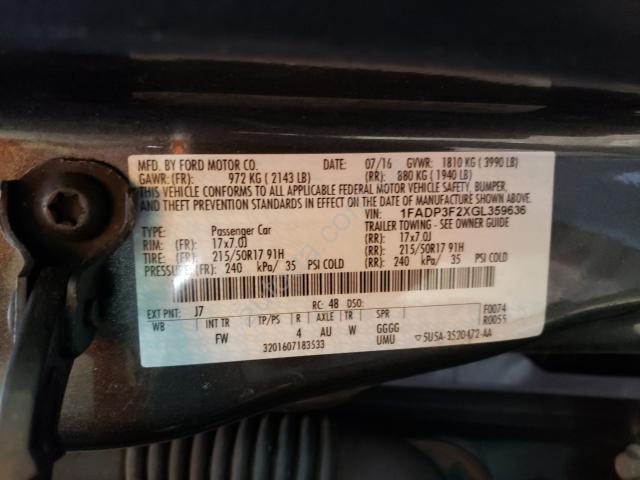 MFD. BY FORD MOTOR CO. DATE: 07/16 GVWR: 1810 KG ( 3990 LB)
GAWR: (FR): 972 KG ( 2143 LB) (RR): 880 KG ( 1940 LB)
THIS VEHICLE CONFORMS TO ALL APPLICABLE FEDERAL MOTOR VEHICLE SAFETY, BUMPER, AND
THEFT PREVENTION STANDARDS IN EFFECT ON THE DATE OF MANUFACTURE SHOWN ABOVE.
VIN: 1FADP3F2XGL359636
TYPE: Passenger Car TRAILER TOWING - SEE OWNER GUIDE
RIM: (FR): 17x7.0J (RR): 17x7.0J
TIRE: (FR): 215/50R17 91H (RR): 215/50R17 91H
PRESSURE: (FR): 240 kPa/ 35 PSI COLD (RR): 240 kPa/ 35 PSI COLD
EXT PNT: J7 RC: 48 DSO: F0074
WB INT TR TP/PS R AXLE TR SPR R0055
FW 4 AU W GGGG
UMU 5U5A-3520472-AA
3201607183533